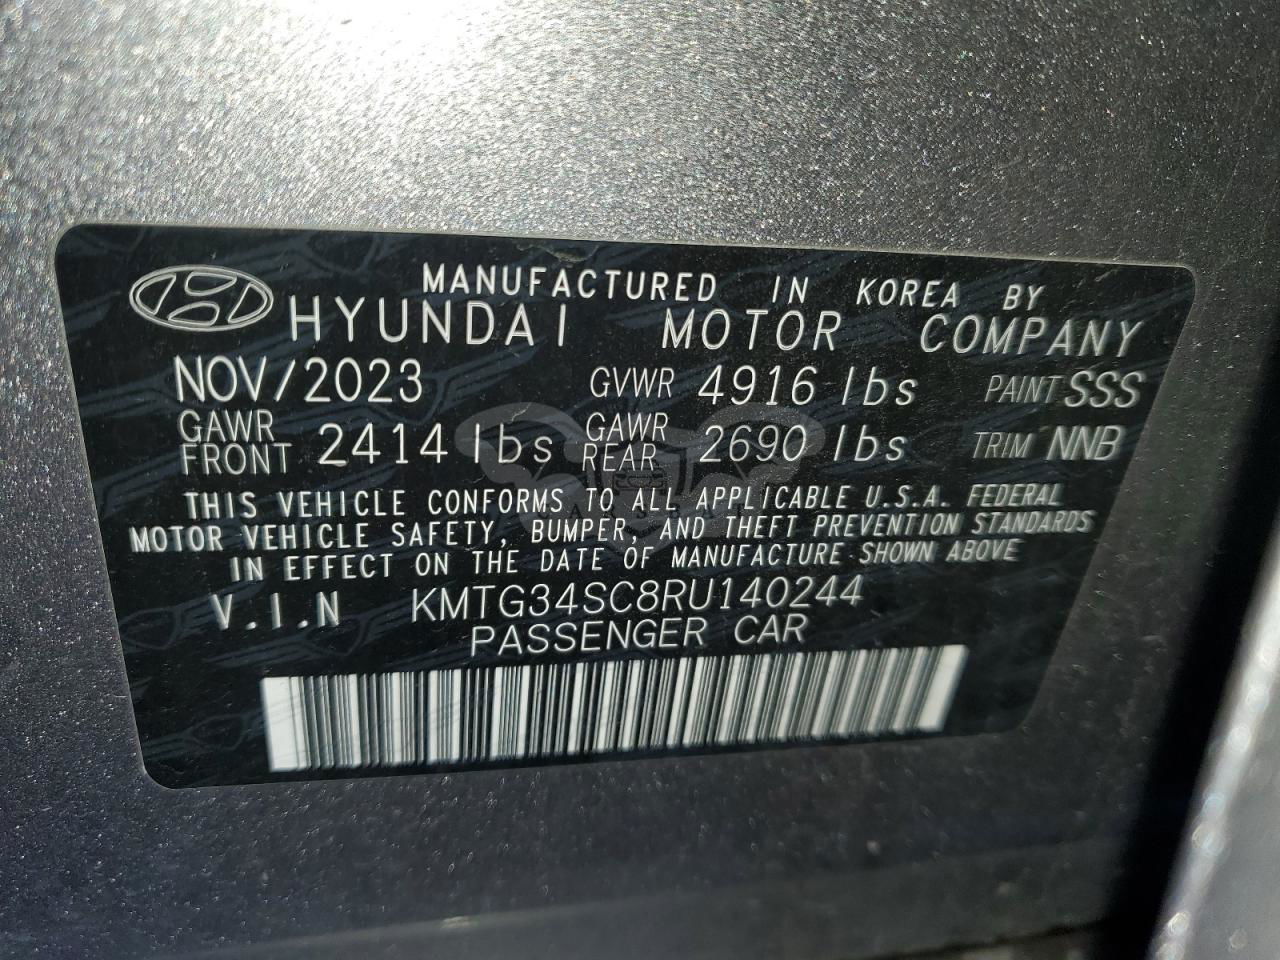 MANUFACTURED IN KOREA BY
HYUNDAI MOTOR COMPANY
NOV/2023 GVWR 4916 lbs PAINT SSS
GAWR FRONT 2414 lbs GAWR REAR 2690 lbs TRIM NNB
THIS VEHICLE CONFORMS TO ALL APPLICABLE U.S.A. FEDERAL
MOTOR VEHICLE SAFETY, BUMPER, AND THEFT PREVENTION STANDARDS
IN EFFECT ON THE DATE OF MANUFACTURE SHOWN ABOVE
V.I.N KMTG34SC8RU140244
PASSENGER CAR